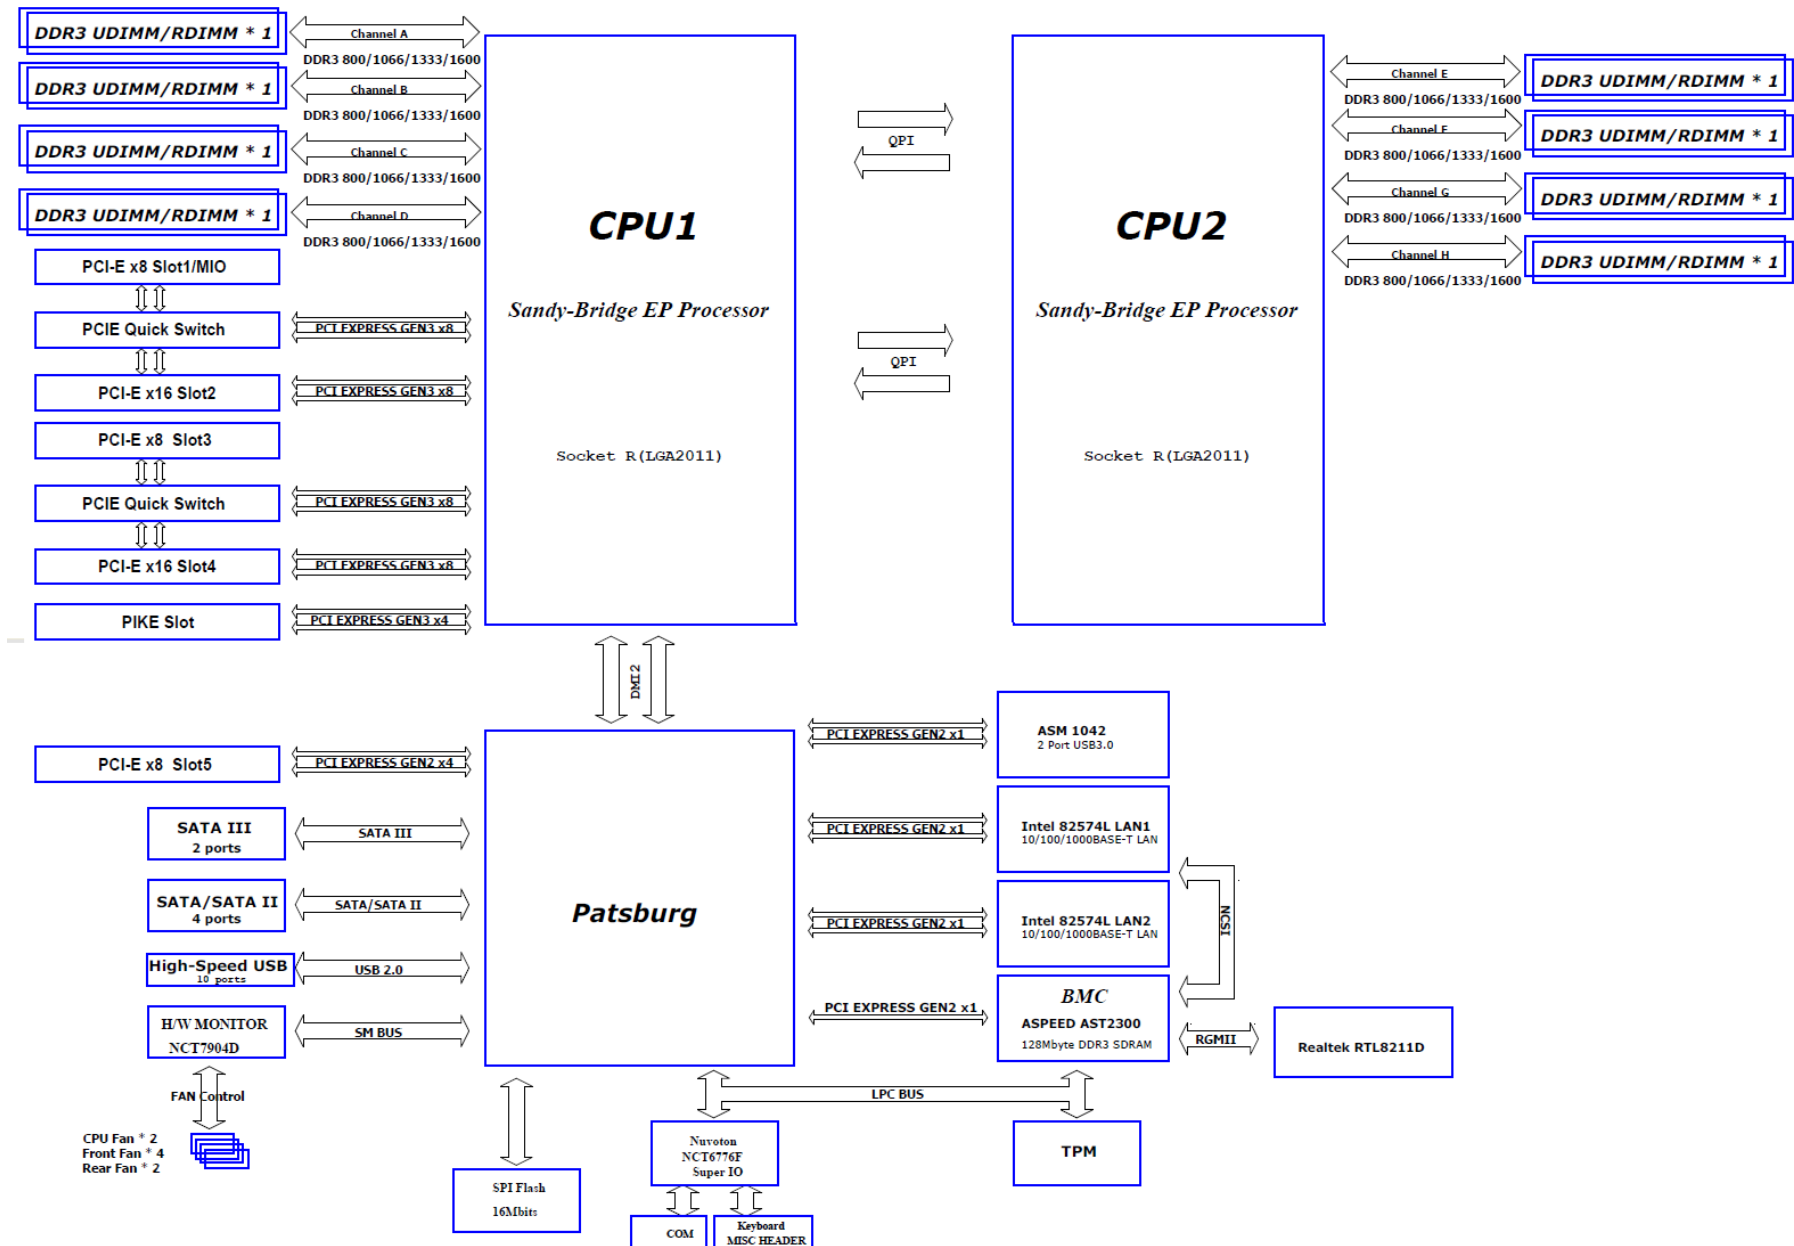 DDR3 UDIMM/RDIMM * 1
Channel A
DDR3 800/1066/1333/1600
DDR3 UDIMM/RDIMM * 1
Channel B
DDR3 800/1066/1333/1600
DDR3 UDIMM/RDIMM * 1
Channel C
DDR3 800/1066/1333/1600
DDR3 UDIMM/RDIMM * 1
Channel D
DDR3 800/1066/1333/1600
PCI-E x8 Slot1/MIO
PCIE Quick Switch
PCI EXPRESS GEN3 x8
PCI-E x16 Slot2
PCI EXPRESS GEN3 x8
PCI-E x8 Slot3
PCIE Quick Switch
PCI EXPRESS GEN3 x8
PCI-E x16 Slot4
PCI EXPRESS GEN3 x8
PIKE Slot
PCI EXPRESS GEN3 x4
CPU1
Sandy-Bridge EP Processor
Socket R(LGA2011)
QPI
QPI
CPU2
Sandy-Bridge EP Processor
Socket R(LGA2011)
Channel E
DDR3 UDIMM/RDIMM * 1
DDR3 800/1066/1333/1600
Channel F
DDR3 UDIMM/RDIMM * 1
DDR3 800/1066/1333/1600
Channel G
DDR3 UDIMM/RDIMM * 1
DDR3 800/1066/1333/1600
Channel H
DDR3 UDIMM/RDIMM * 1
DDR3 800/1066/1333/1600
DMI2
PCI-E x8 Slot5
PCI EXPRESS GEN2 x4
SATA III
2 ports
SATA III
SATA/SATA II
4 ports
SATA/SATA II
High-Speed USB
10 ports
USB 2.0
H/W MONITOR
NCT7904D
SM BUS
FAN Control
CPU Fan * 2
Front Fan * 4
Rear Fan * 2
Patsburg
PCI EXPRESS GEN2 x1
ASM 1042
2 Port USB3.0
PCI EXPRESS GEN2 x1
Intel 82574L LAN1
10/100/1000BASE-T LAN
PCI EXPRESS GEN2 x1
Intel 82574L LAN2
10/100/1000BASE-T LAN
NCSI
PCI EXPRESS GEN2 x1
BMC
ASPEED AST2300
128Mbyte DDR3 SDRAM
RGMII
Realtek RTL8211D
LPC BUS
SPI Flash
16Mbits
Nuvoton
NCT6776F
Super IO
TPM
COM
Keyboard
MISC HEADER